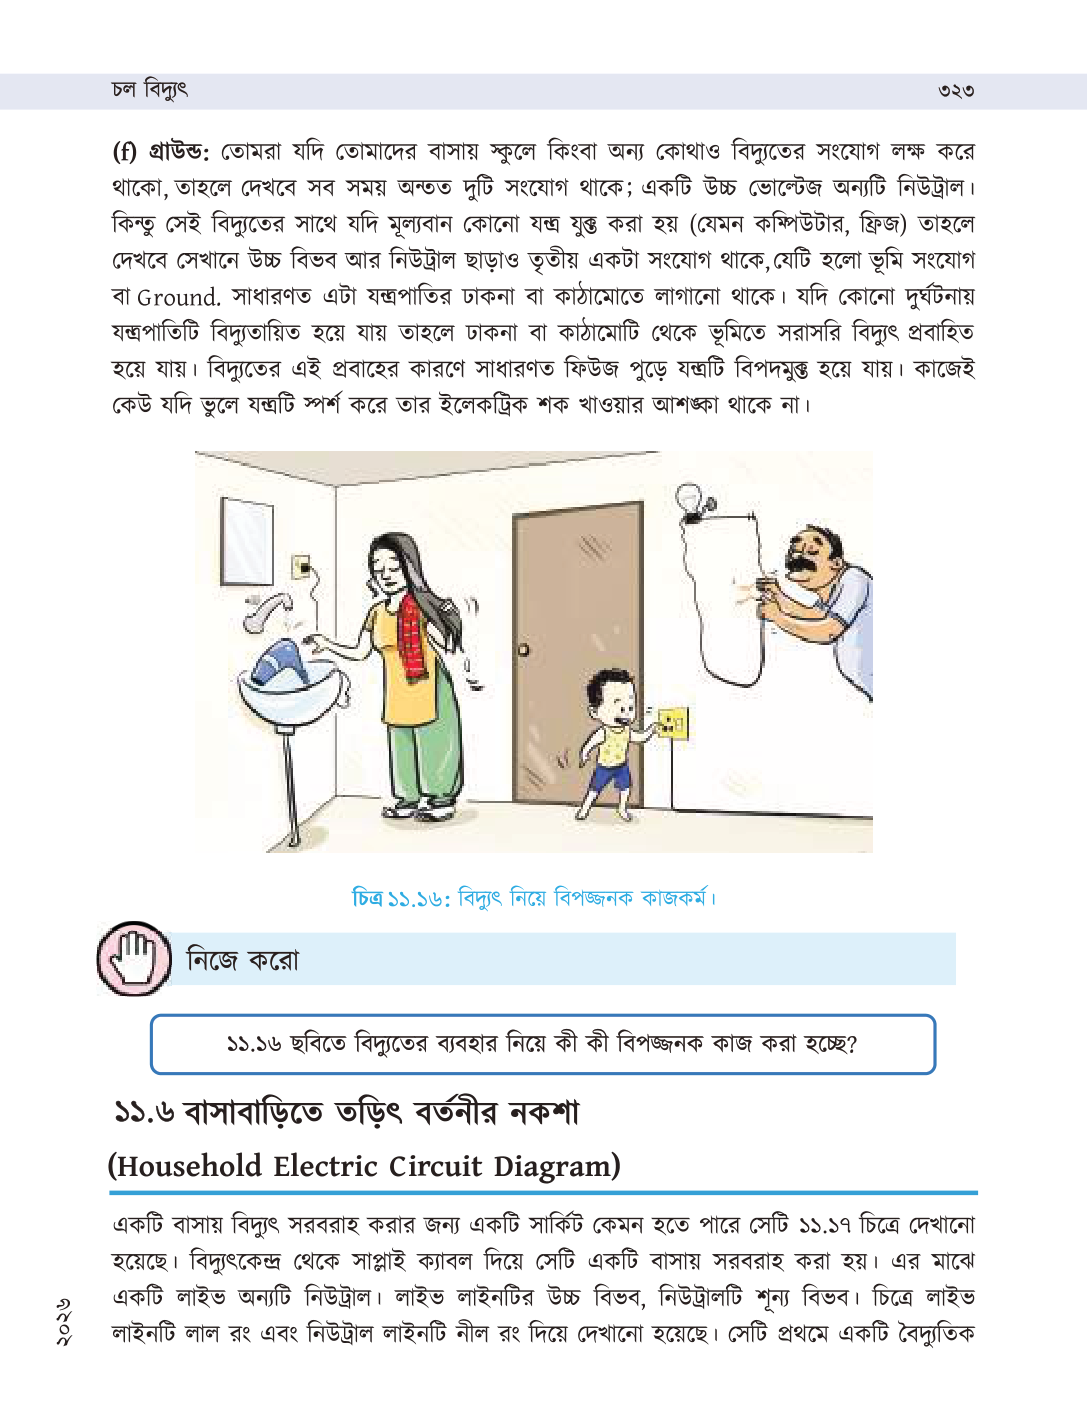 চল বিদ্যুৎ
৩২৩
(f) গ্রাউন্ড: তোমরা যদি তোমাদের বাসায় স্কুলে কিংবা অন্য কোথাও বিদ্যুতের সংযোগ লক্ষ করে
থাকো, তাহলে দেখবে সব সময় অন্তত দুটি সংযোগ থাকে; একটি উচ্চ ভোল্টেজ অন্যটি নিউট্রাল।
কিন্তু সেই বিদ্যুতের সাথে যদি মূল্যবান কোনো যন্ত্র যুক্ত করা হয় (যেমন কম্পিউটার, ফ্রিজ) তাহলে
দেখবে সেখানে উচ্চ বিভব আর নিউট্রাল ছাড়াও তৃতীয় একটা সংযোগ থাকে,যেটি হলো ভূমি সংযোগ
বা Ground. সাধারণত এটা যন্ত্রপাতির ঢাকনা বা কাঠামোতে লাগানো থাকে। যদি কোনো দুর্ঘটনায়
যন্ত্রপাতিটি বিদ্যুতায়িত হয়ে যায় তাহলে ঢাকনা বা কাঠামোটি থেকে ভূমিতে সরাসরি বিদ্যুৎ প্রবাহিত
হয়ে যায়। বিদ্যুতের এই প্রবাহের কারণে সাধারণত ফিউজ পুড়ে যন্ত্রটি বিপদমুক্ত হয়ে যায়। কাজেই
কেউ যদি ভুলে যন্ত্রটি স্পর্শ করে তার ইলেকট্রিক শক খাওয়ার আশঙ্কা থাকে না।
চিত্র ১১.১৬: বিদ্যুৎ নিয়ে বিপজ্জনক কাজকর্ম।
নিজে করো
১১.১৬ ছবিতে বিদ্যুতের ব্যবহার নিয়ে কী কী বিপজ্জনক কাজ করা হচ্ছে?
১১.৬ বাসাবাড়িতে তড়িৎ বর্তনীর নকশা
(Household Electric Circuit Diagram)
একটি বাসায় বিদ্যুৎ সরবরাহ করার জন্য একটি সার্কিট কেমন হতে পারে সেটি ১১.১৭ চিত্রে দেখানো
হয়েছে। বিদ্যুৎকেন্দ্র থেকে সাপ্লাই ক্যাবল দিয়ে সেটি একটি বাসায় সরবরাহ করা হয়। এর মাঝে
একটি লাইভ অন্যটি নিউট্রাল। লাইভ লাইনটির উচ্চ বিভব, নিউট্রালটি শূন্য বিভব। চিত্রে লাইভ
লাইনটি লাল রং এবং নিউট্রাল লাইনটি নীল রং দিয়ে দেখানো হয়েছে। সেটি প্রথমে একটি বৈদ্যুতিক
২০২৬